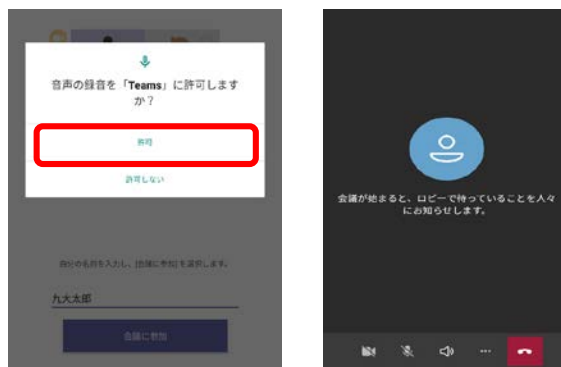 音声の録音を「Teams」に許可します
か?
許可
許可しない
自分の名前を入力し、[会議に参加]を選択します。
九大太郎
会議に参加
会議が始まると、ロビーで待っていることを人々
にお知らせします。